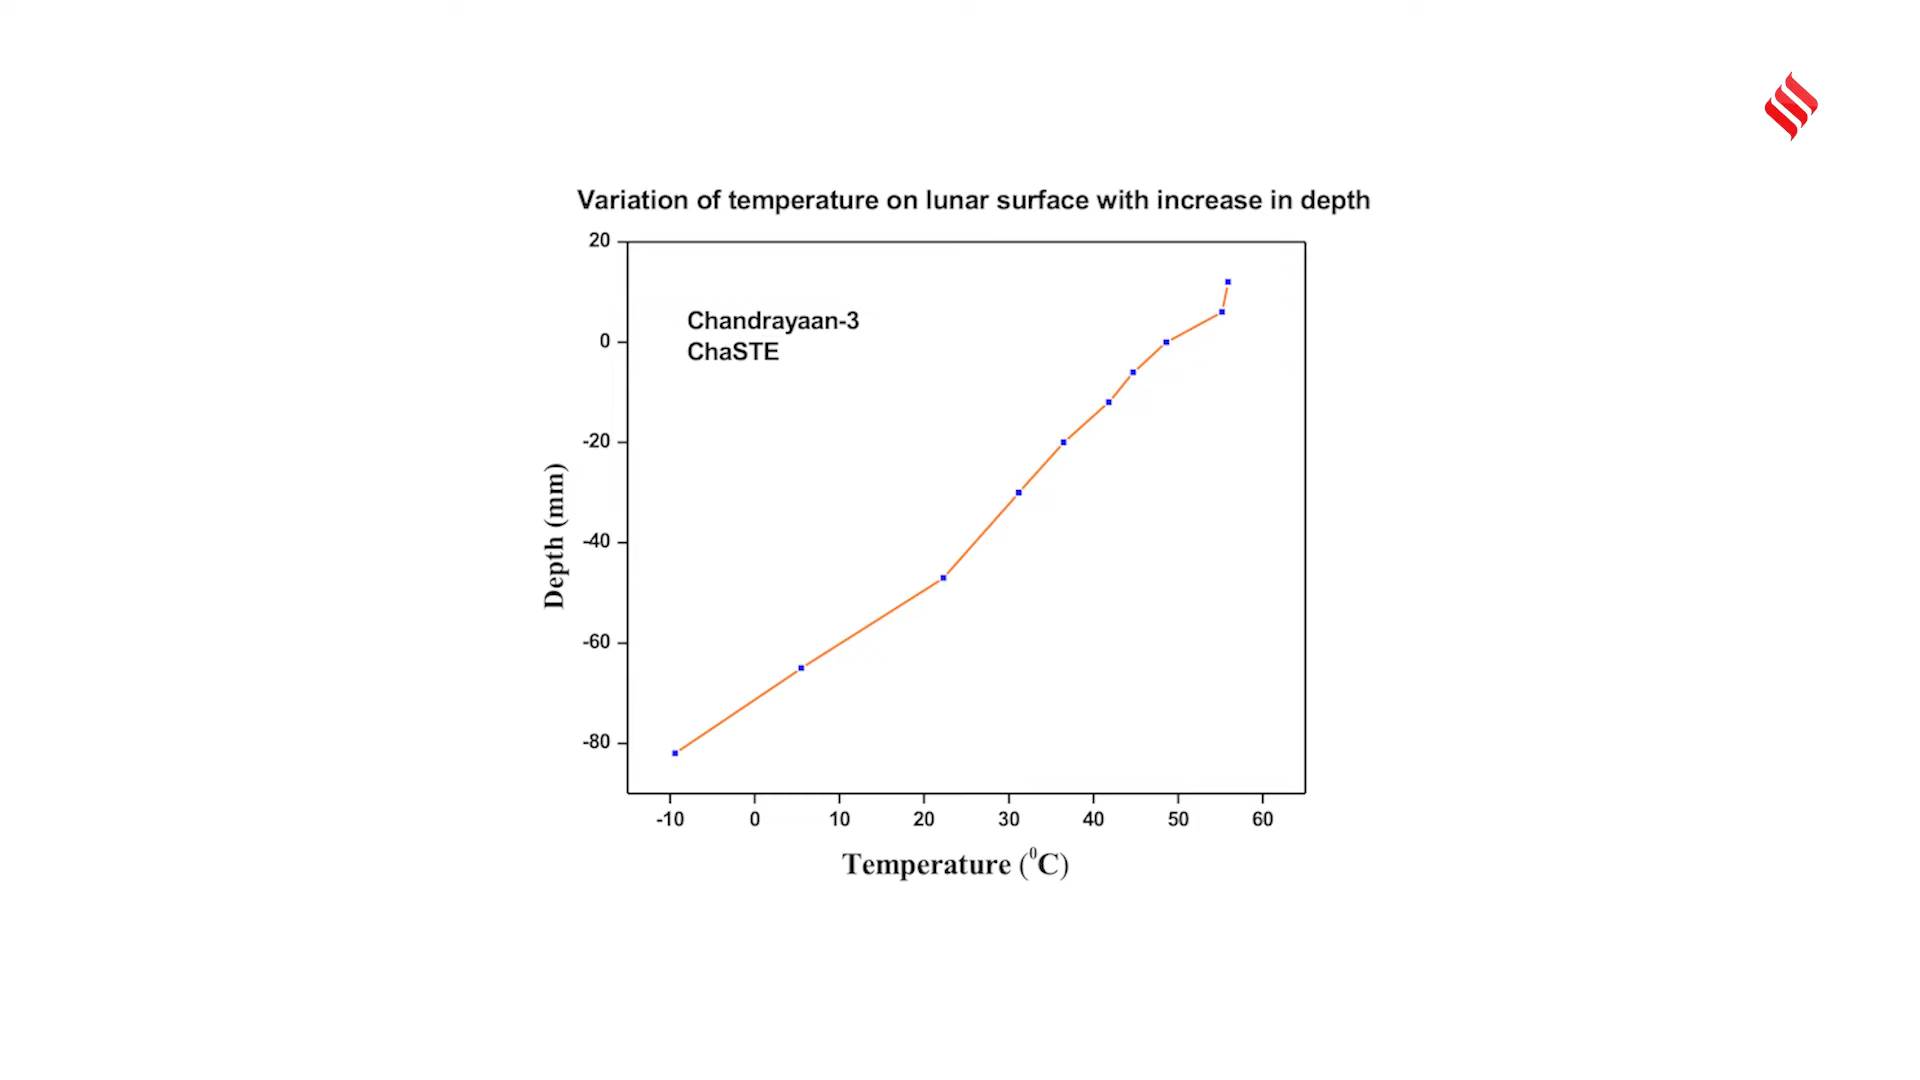 Variation of temperature on lunar surface with increase in depth
20
Chandrayaan-3
0
ChaSTE
-20
Depth (mm)
-40
-60
-80
-10 0 10 20 30 40 50 60
Temperature (⁰C)